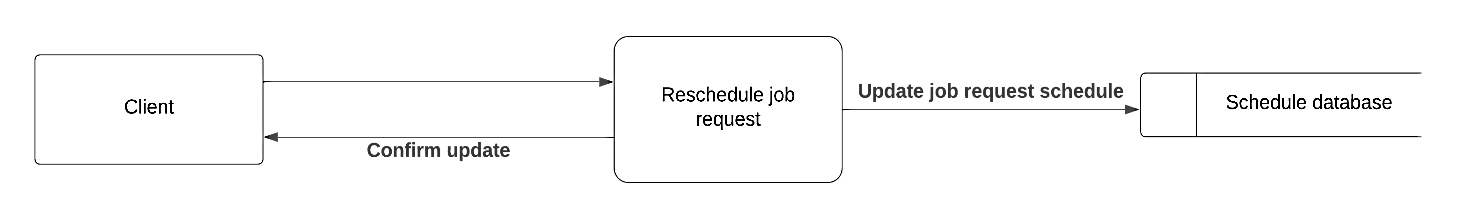 Client
Confirm update
Reschedule job
request
Update job request schedule
Schedule database